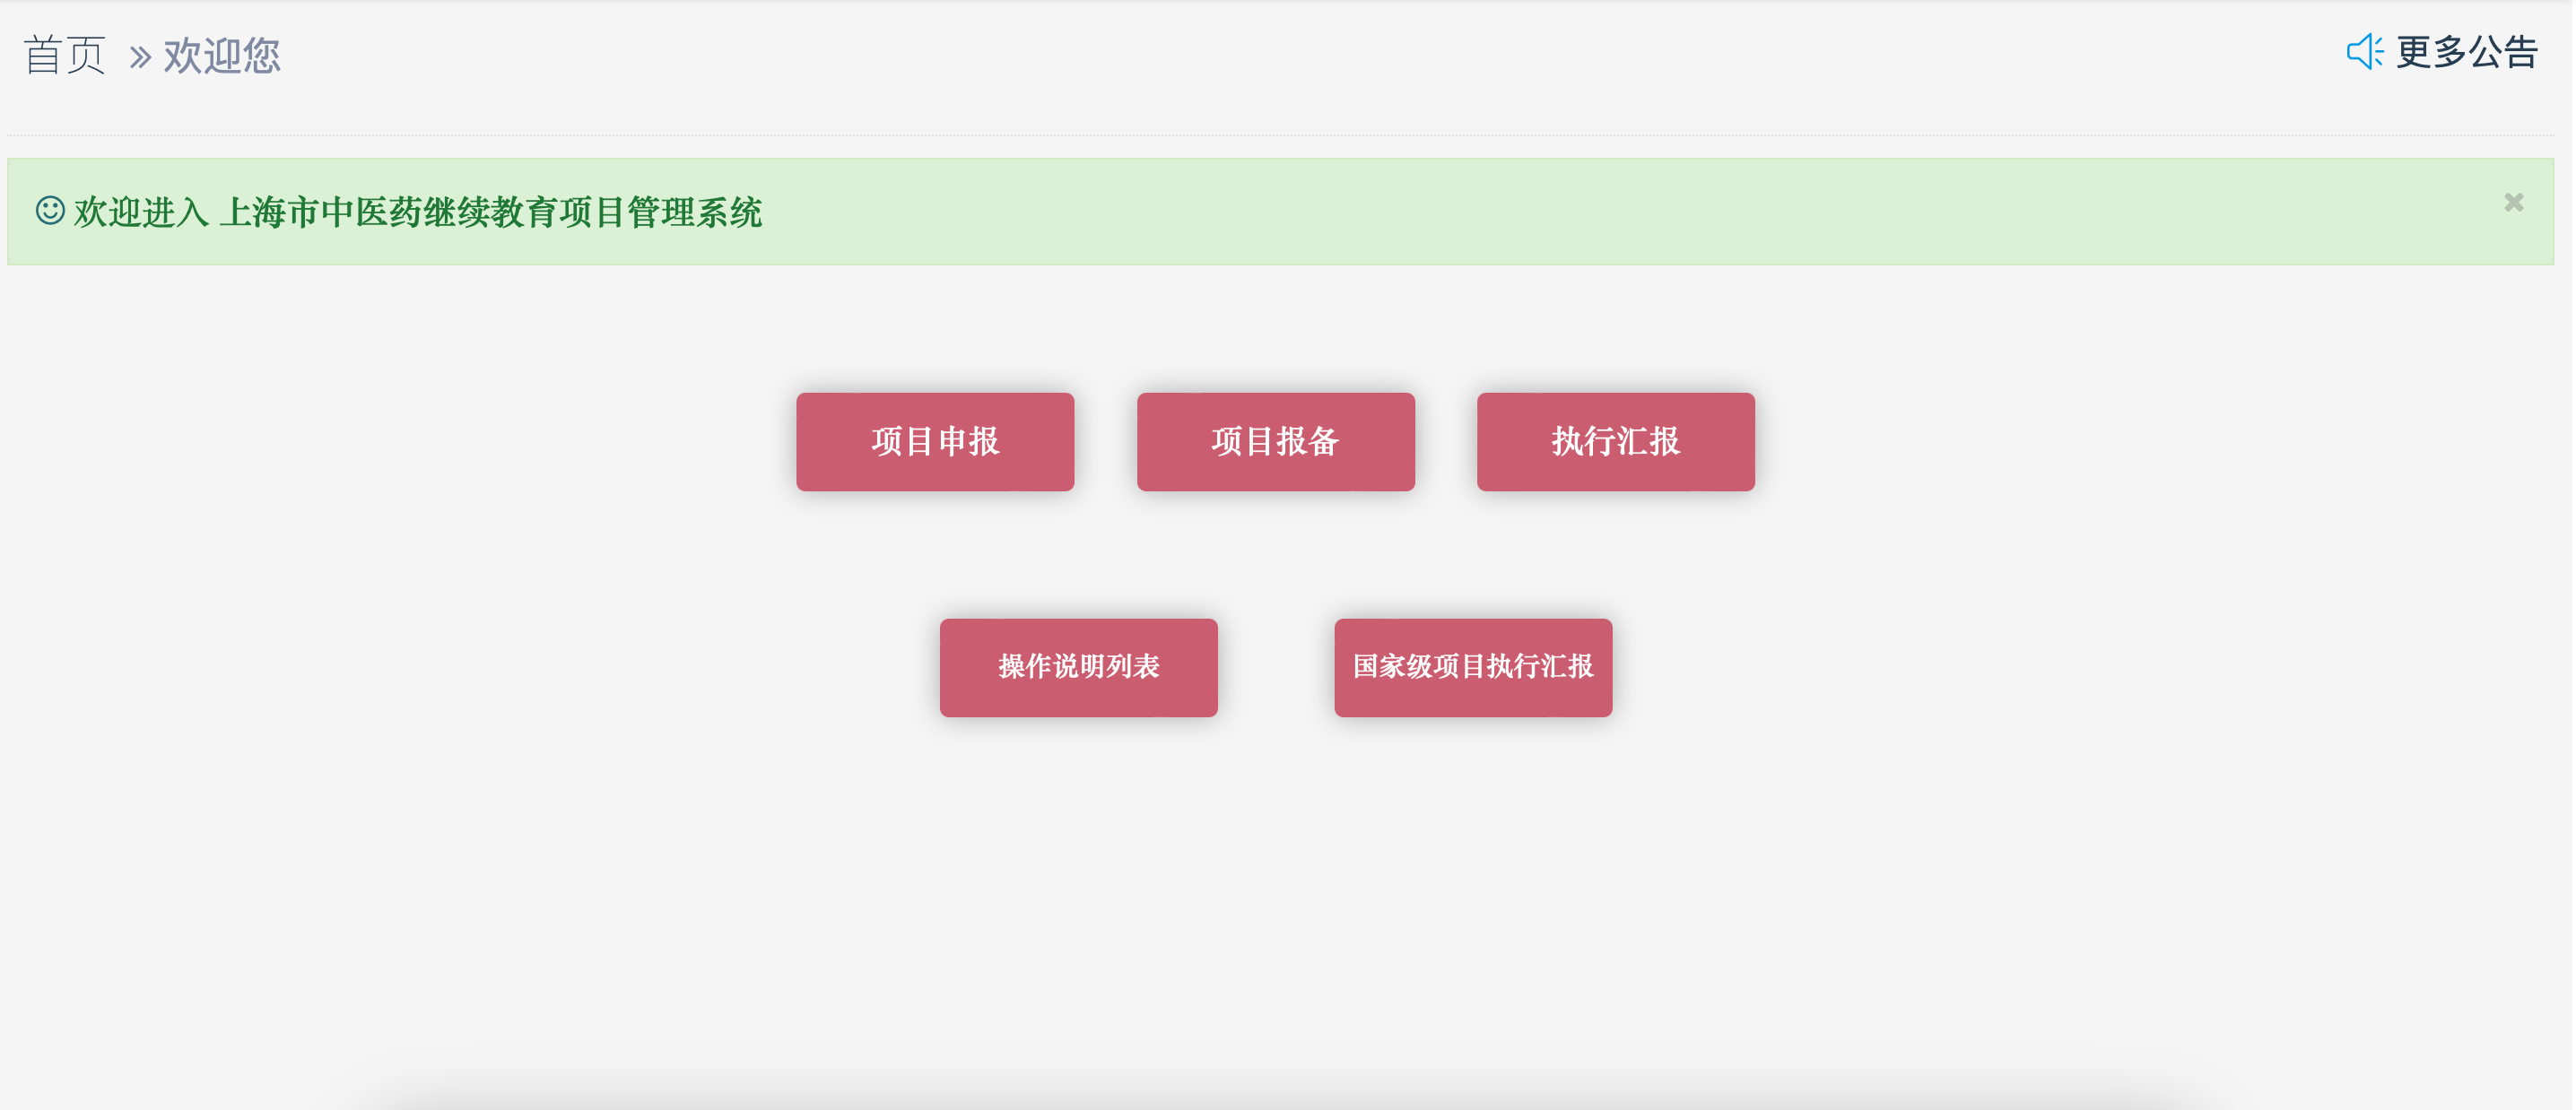 首页 » 欢迎您
更多公告
欢迎进入 上海市中医药继续教育项目管理系统
项目申报
项目报备
执行汇报
操作说明列表
国家级项目执行汇报